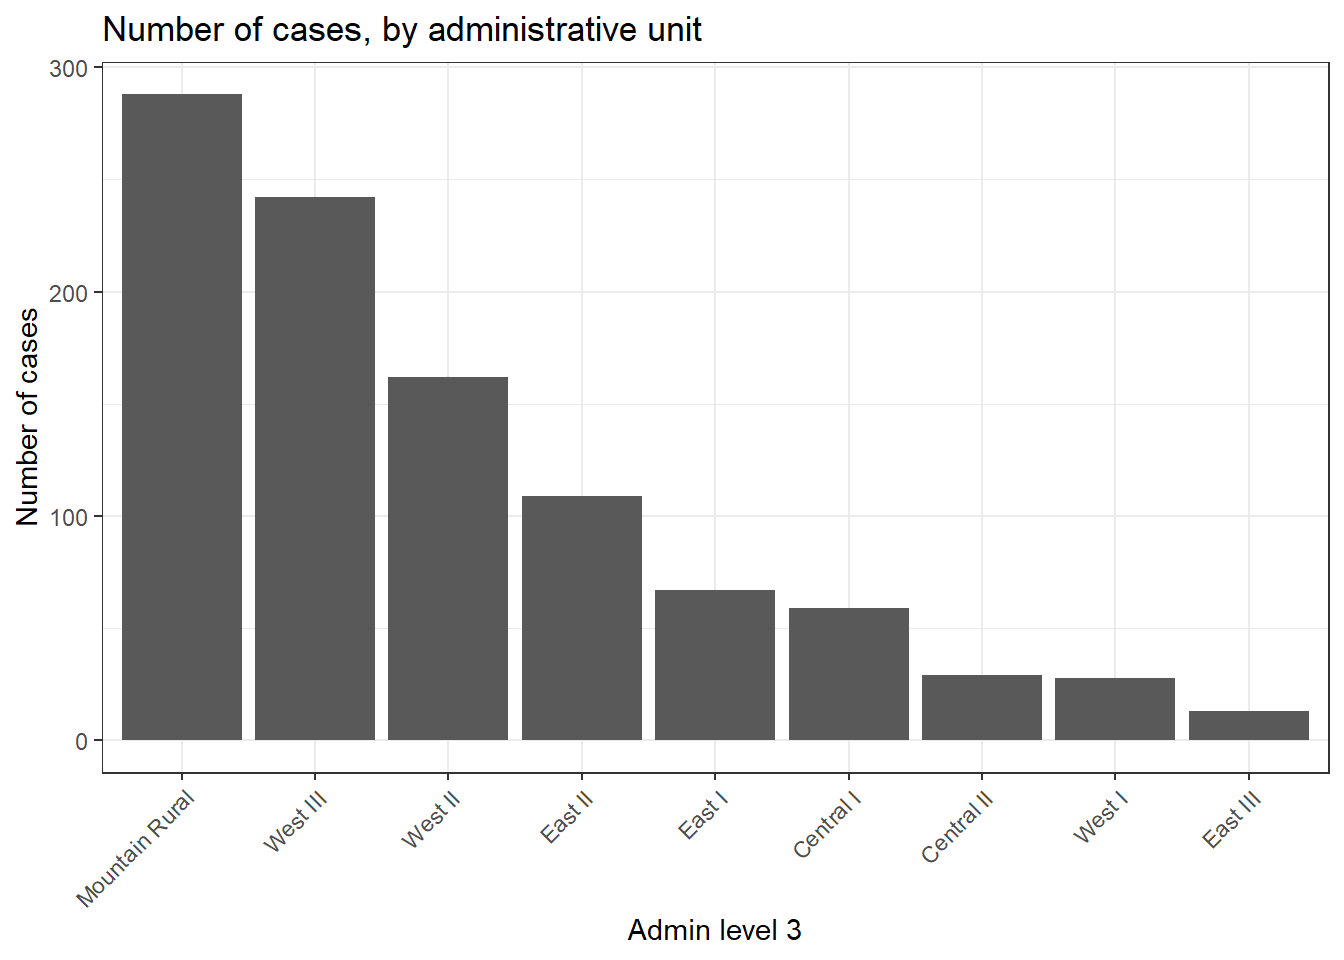 Number of cases, by administrative unit
300
200
100
0
Number of cases
Mountain Rural
West III
West II
East II
East I
Central I
Central II
West I
East III
Admin level 3